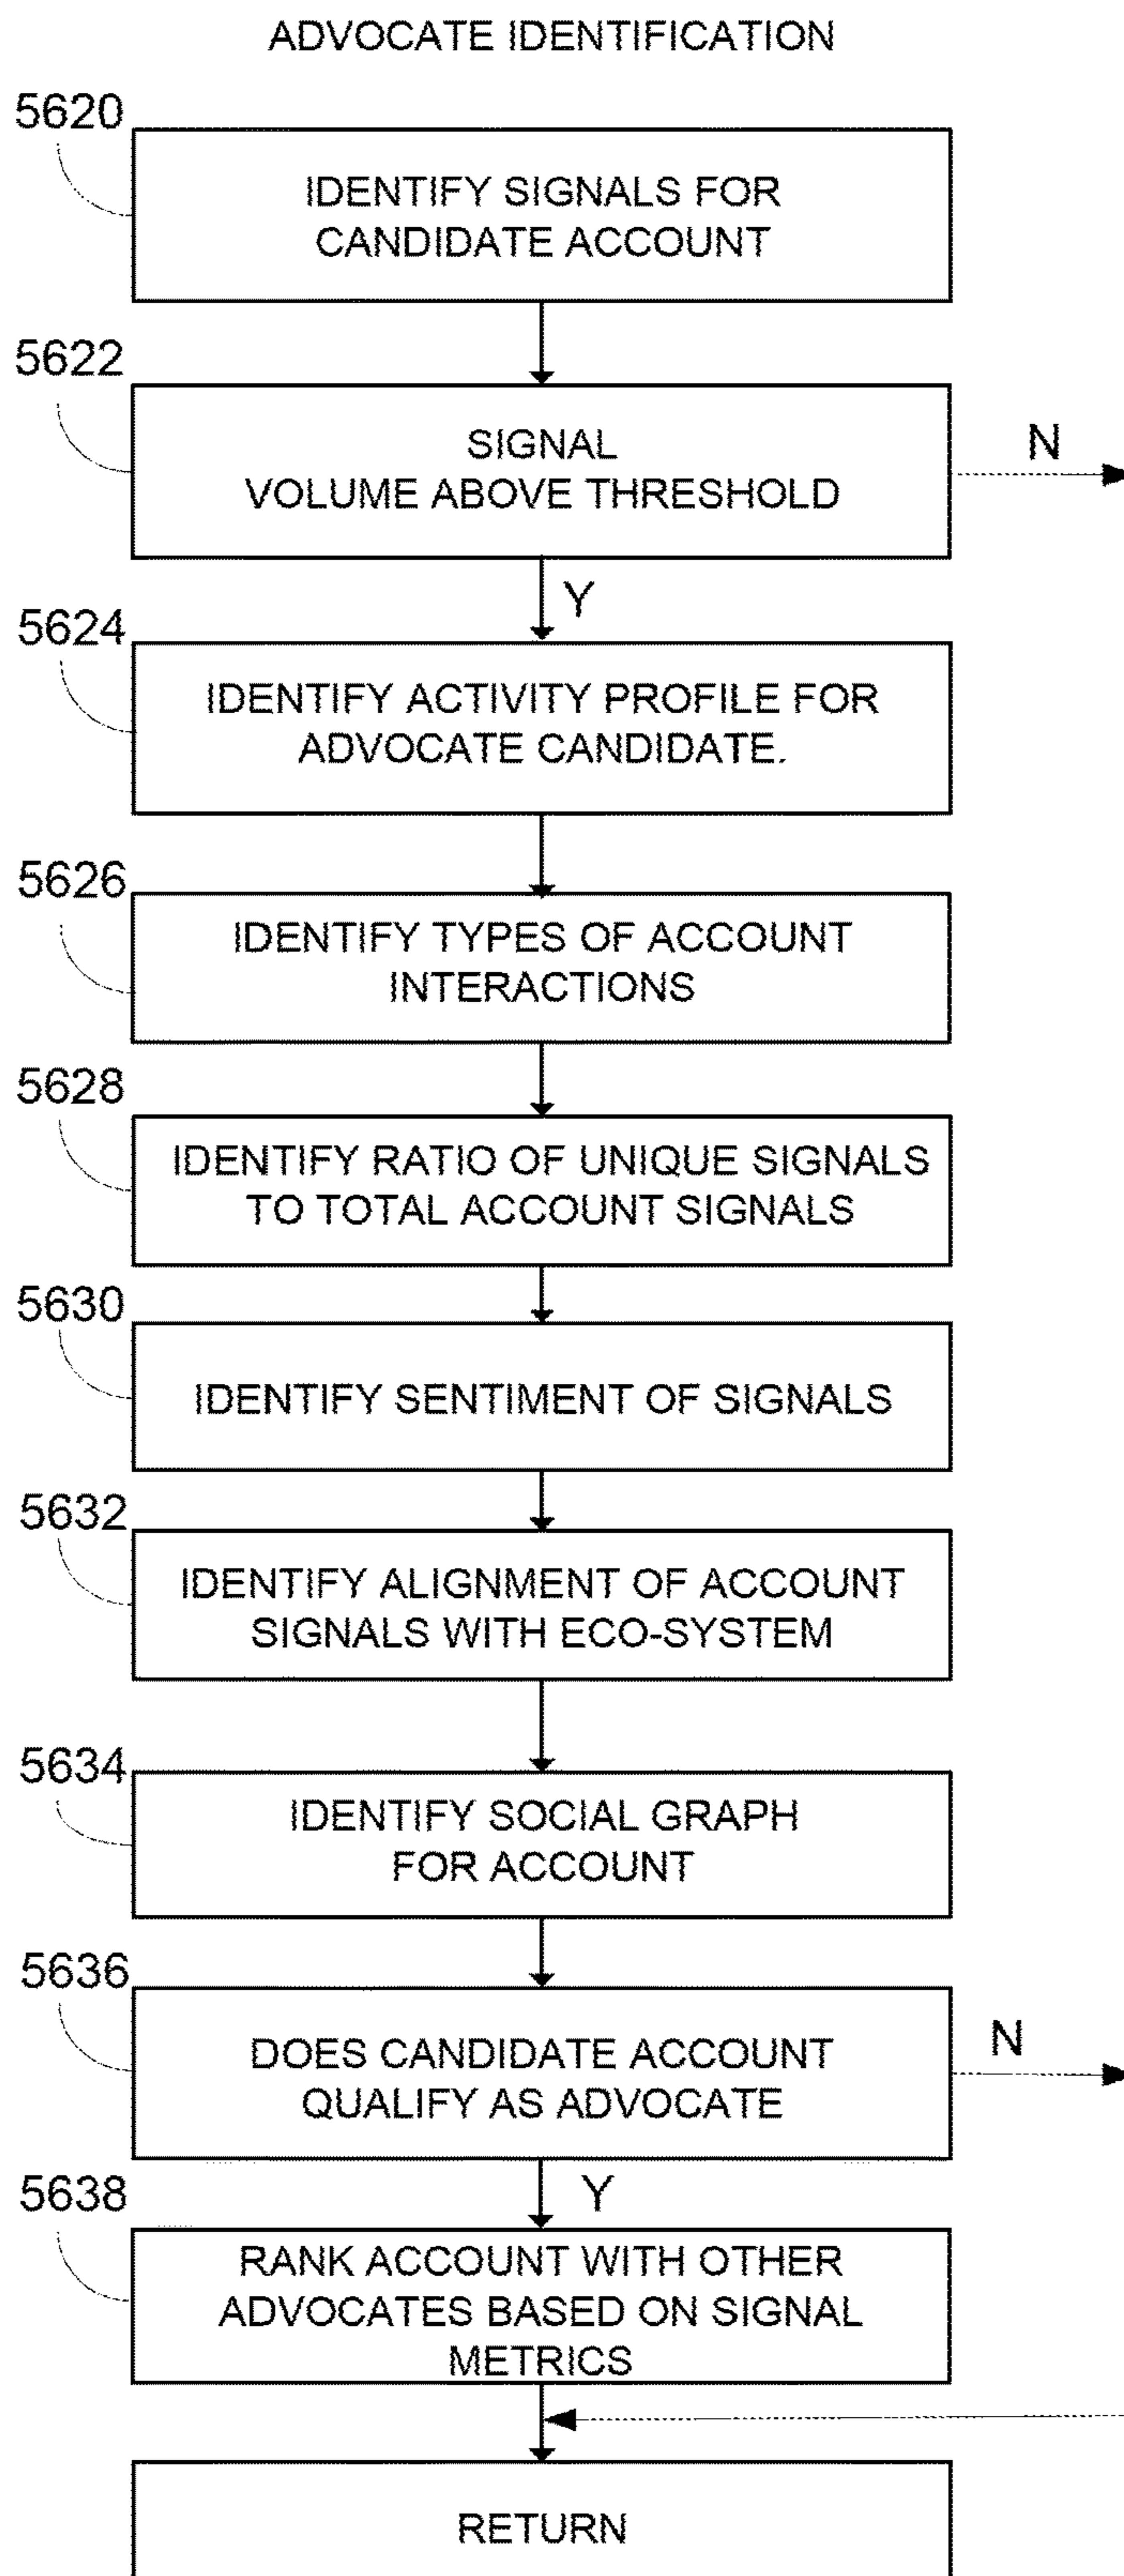 ADVOCATE IDENTIFICATION
5620
IDENTIFY SIGNALS FOR
CANDIDATE ACCOUNT
5622
SIGNAL
VOLUME ABOVE THRESHOLD
N
Y
5624
IDENTIFY ACTIVITY PROFILE FOR
ADVOCATE CANDIDATE.
5626
IDENTIFY TYPES OF ACCOUNT
INTERACTIONS
5628
IDENTIFY RATIO OF UNIQUE SIGNALS
TO TOTAL ACCOUNT SIGNALS
5630
IDENTIFY SENTIMENT OF SIGNALS
5632
IDENTIFY ALIGNMENT OF ACCOUNT
SIGNALS WITH ECO-SYSTEM
5634
IDENTIFY SOCIAL GRAPH
FOR ACCOUNT
5636
DOES CANDIDATE ACCOUNT
QUALIFY AS ADVOCATE
N
Y
5638
RANK ACCOUNT WITH OTHER
ADVOCATES BASED ON SIGNAL
METRICS
RETURN